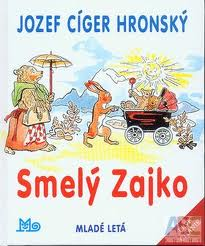 JOZEF CÍGER HRONSKÝ
Smelý Zajko
MLADÉ LETÁ